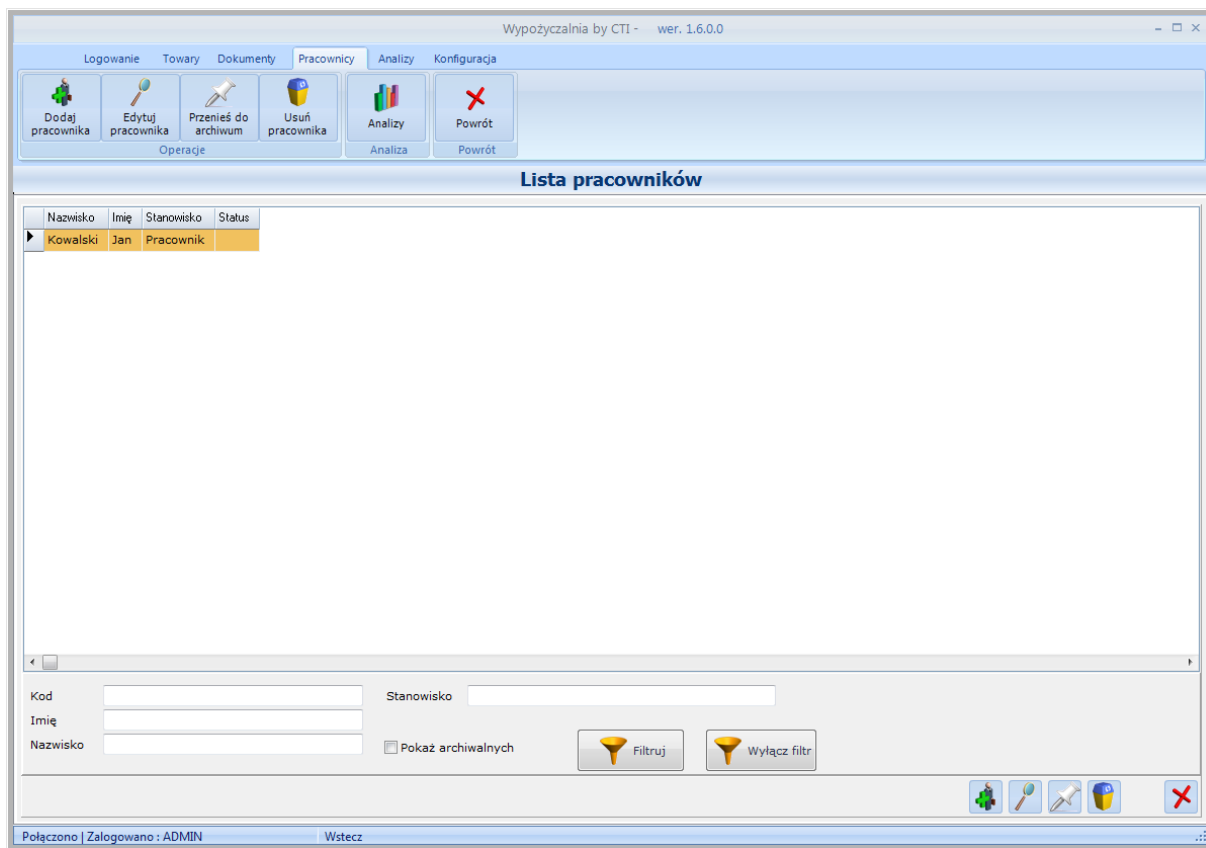 Wypożyczalnia by CTI - wer. 1.6.0.0
Logowanie Towary Dokumenty Pracownicy Analizy Konfiguracja
Dodaj pracownika
Edytuj pracownika
Przenieś do archiwum
Usuń pracownika
Analizy
Powrót
Operacje Analiza Powrót
Lista pracowników
Nazwisko Imię Stanowisko Status
Kowalski Jan Pracownik
Kod Stanowisko
Imię
Nazwisko Pokaż archiwalnych Filtruj Wyłącz filtr
Połączono | Zalogowano : ADMIN Wstecz